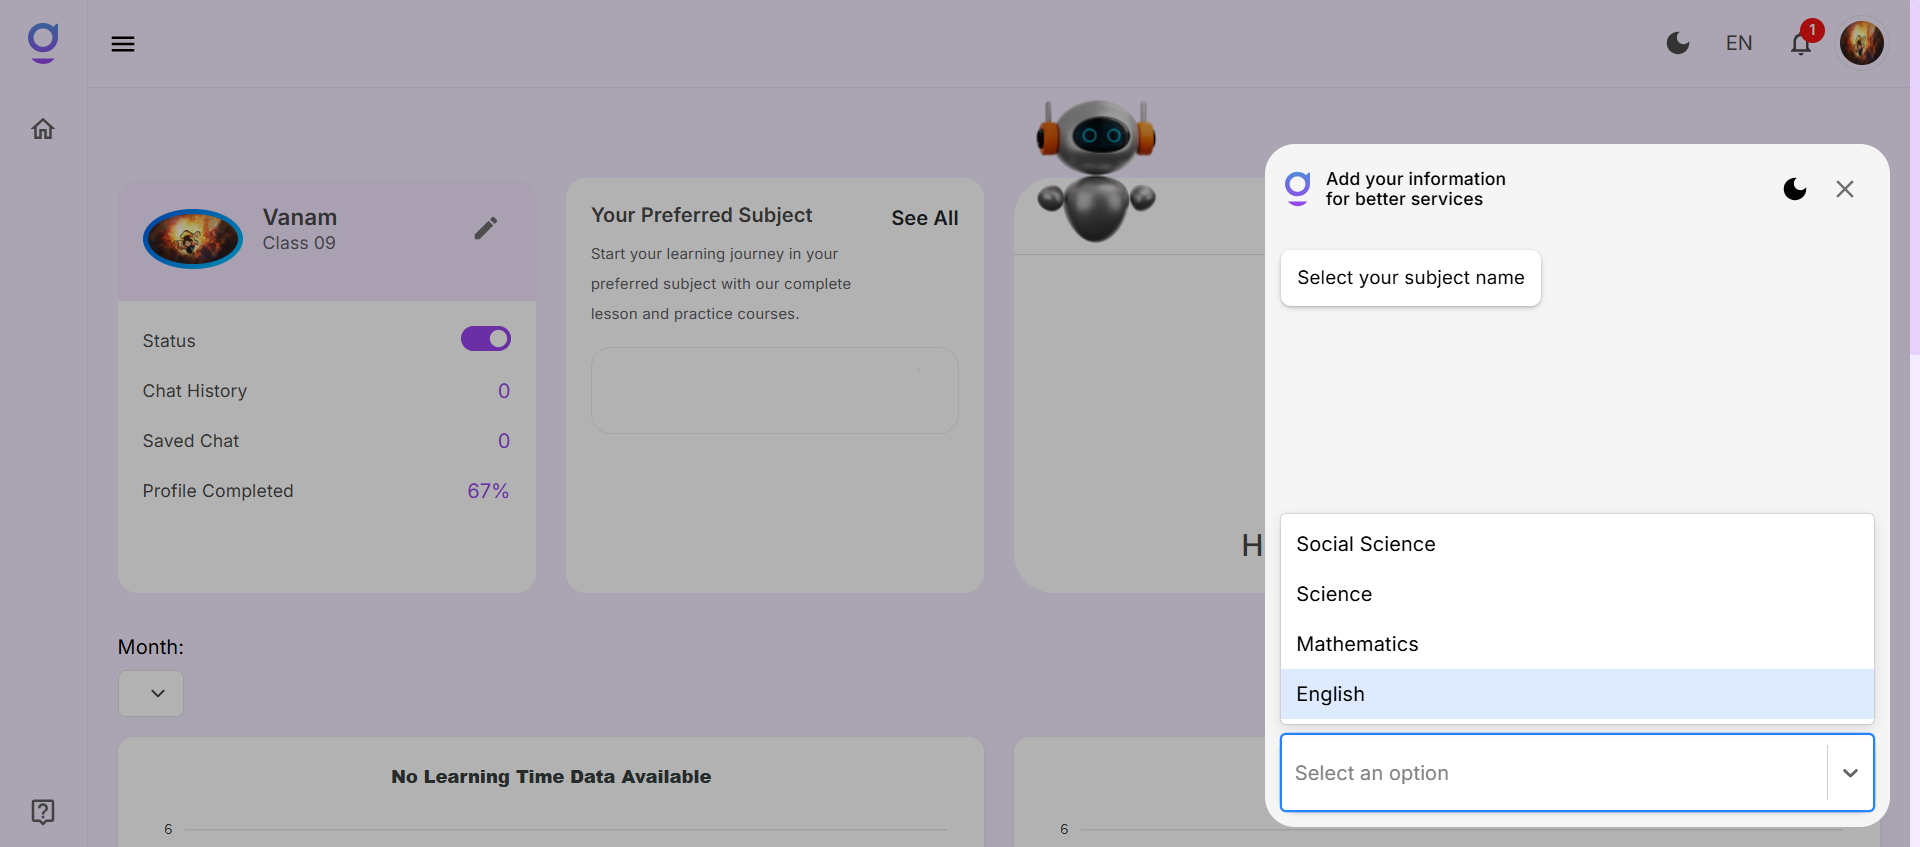 EN
1
Vanam
Class 09
Status
Chat History
0
Saved Chat
0
Profile Completed
67%
Your Preferred Subject
See All
Start your learning journey in your
preferred subject with our complete
lesson and practice courses.
H
Add your information
for better services
Select your subject name
Social Science
Science
Mathematics
English
Select an option
Month:
No Learning Time Data Available
6
6